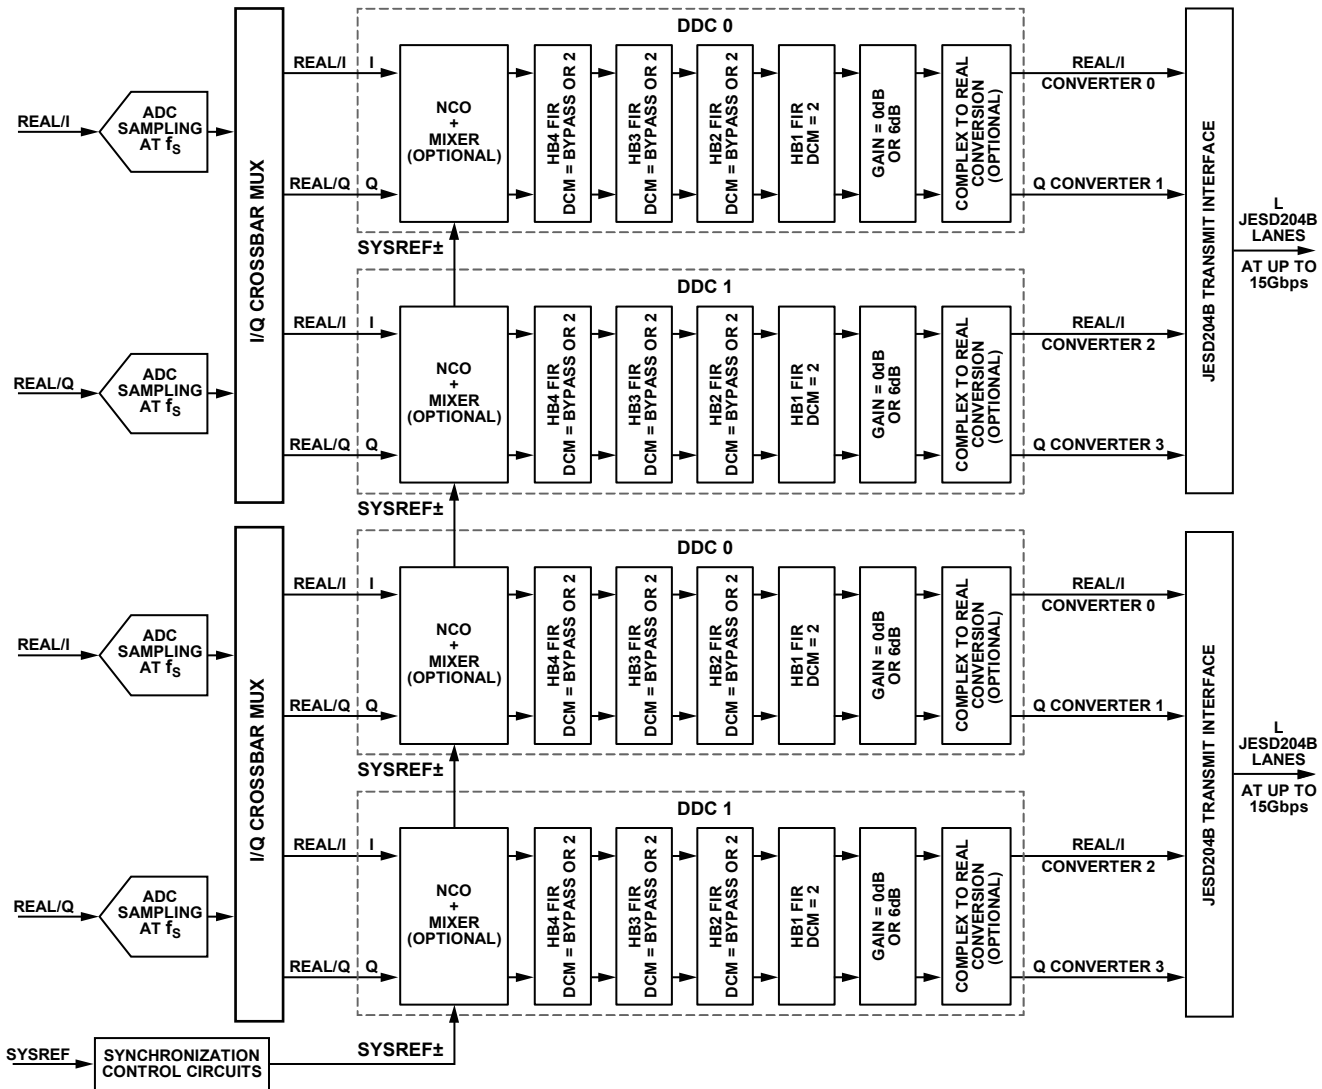 DDC 0
REAL/I
ADC
SAMPLING
AT fS
I/Q CROSSBAR MUX
REAL/I I
REAL/Q Q
NCO
+
MIXER
(OPTIONAL)
HB4 FIR
DCM = BYPASS OR 2
HB3 FIR
DCM = BYPASS OR 2
HB2 FIR
DCM = BYPASS OR 2
HB1 FIR
DCM = 2
GAIN = 0dB
OR 6dB
COMPLEX TO REAL
CONVERSION
(OPTIONAL)
REAL/I
CONVERTER 0
Q CONVERTER 1
JESD204B TRANSMIT INTERFACE
L
JESD204B
LANES
AT UP TO
15Gbps
SYSREF±
DDC 1
REAL/Q
ADC
SAMPLING
AT fS
REAL/I I
REAL/Q Q
NCO
+
MIXER
(OPTIONAL)
HB4 FIR
DCM = BYPASS OR 2
HB3 FIR
DCM = BYPASS OR 2
HB2 FIR
DCM = BYPASS OR 2
HB1 FIR
DCM = 2
GAIN = 0dB
OR 6dB
COMPLEX TO REAL
CONVERSION
(OPTIONAL)
REAL/I
CONVERTER 2
Q CONVERTER 3
SYSREF±
DDC 0
REAL/I
ADC
SAMPLING
AT fS
I/Q CROSSBAR MUX
REAL/I I
REAL/Q Q
NCO
+
MIXER
(OPTIONAL)
HB4 FIR
DCM = BYPASS OR 2
HB3 FIR
DCM = BYPASS OR 2
HB2 FIR
DCM = BYPASS OR 2
HB1 FIR
DCM = 2
GAIN = 0dB
OR 6dB
COMPLEX TO REAL
CONVERSION
(OPTIONAL)
REAL/I
CONVERTER 0
Q CONVERTER 1
JESD204B TRANSMIT INTERFACE
L
JESD204B
LANES
AT UP TO
15Gbps
SYSREF±
DDC 1
REAL/Q
ADC
SAMPLING
AT fS
REAL/I I
REAL/Q Q
NCO
+
MIXER
(OPTIONAL)
HB4 FIR
DCM = BYPASS OR 2
HB3 FIR
DCM = BYPASS OR 2
HB2 FIR
DCM = BYPASS OR 2
HB1 FIR
DCM = 2
GAIN = 0dB
OR 6dB
COMPLEX TO REAL
CONVERSION
(OPTIONAL)
REAL/I
CONVERTER 2
Q CONVERTER 3
SYSREF
SYNCHRONIZATION
CONTROL CIRCUITS
SYSREF±